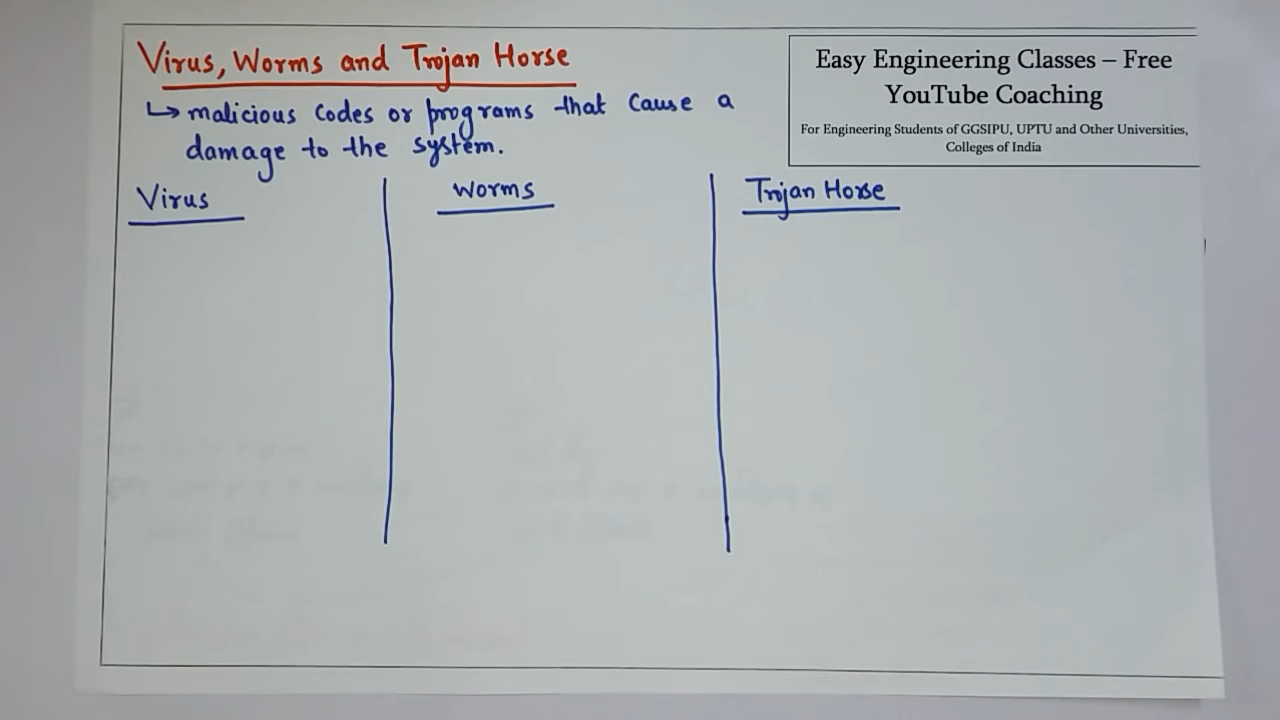 Virus, Worms and Trojan Horse
↳ malicious codes or programs that cause a
damage to the system.
Easy Engineering Classes – Free
YouTube Coaching
For Engineering Students of GGSIPU, UPTU and Other Universities,
Colleges of India
Virus
Worms
Trojan Horse